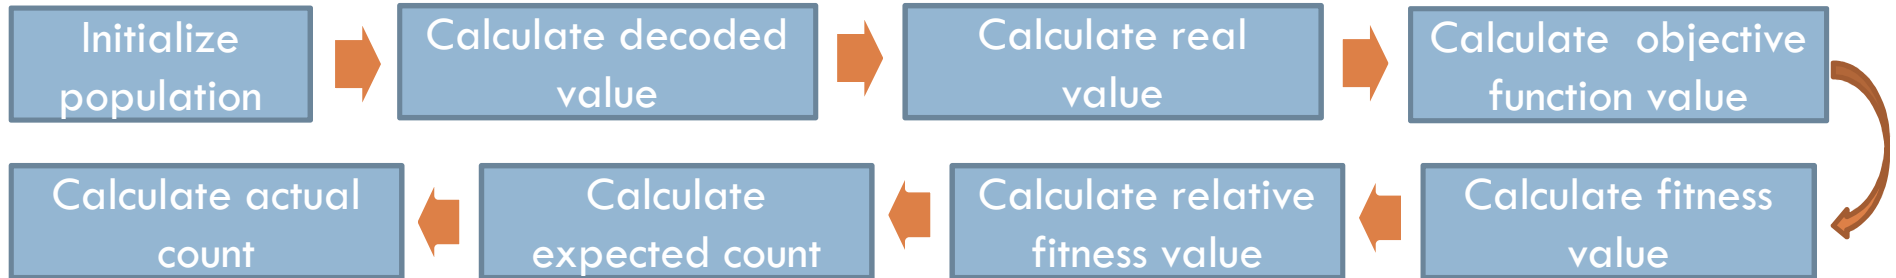 Initialize
population
Calculate decoded
value
Calculate real
value
Calculate  objective
function value
Calculate fitness
value
Calculate relative
fitness value
Calculate
expected count
Calculate actual
count